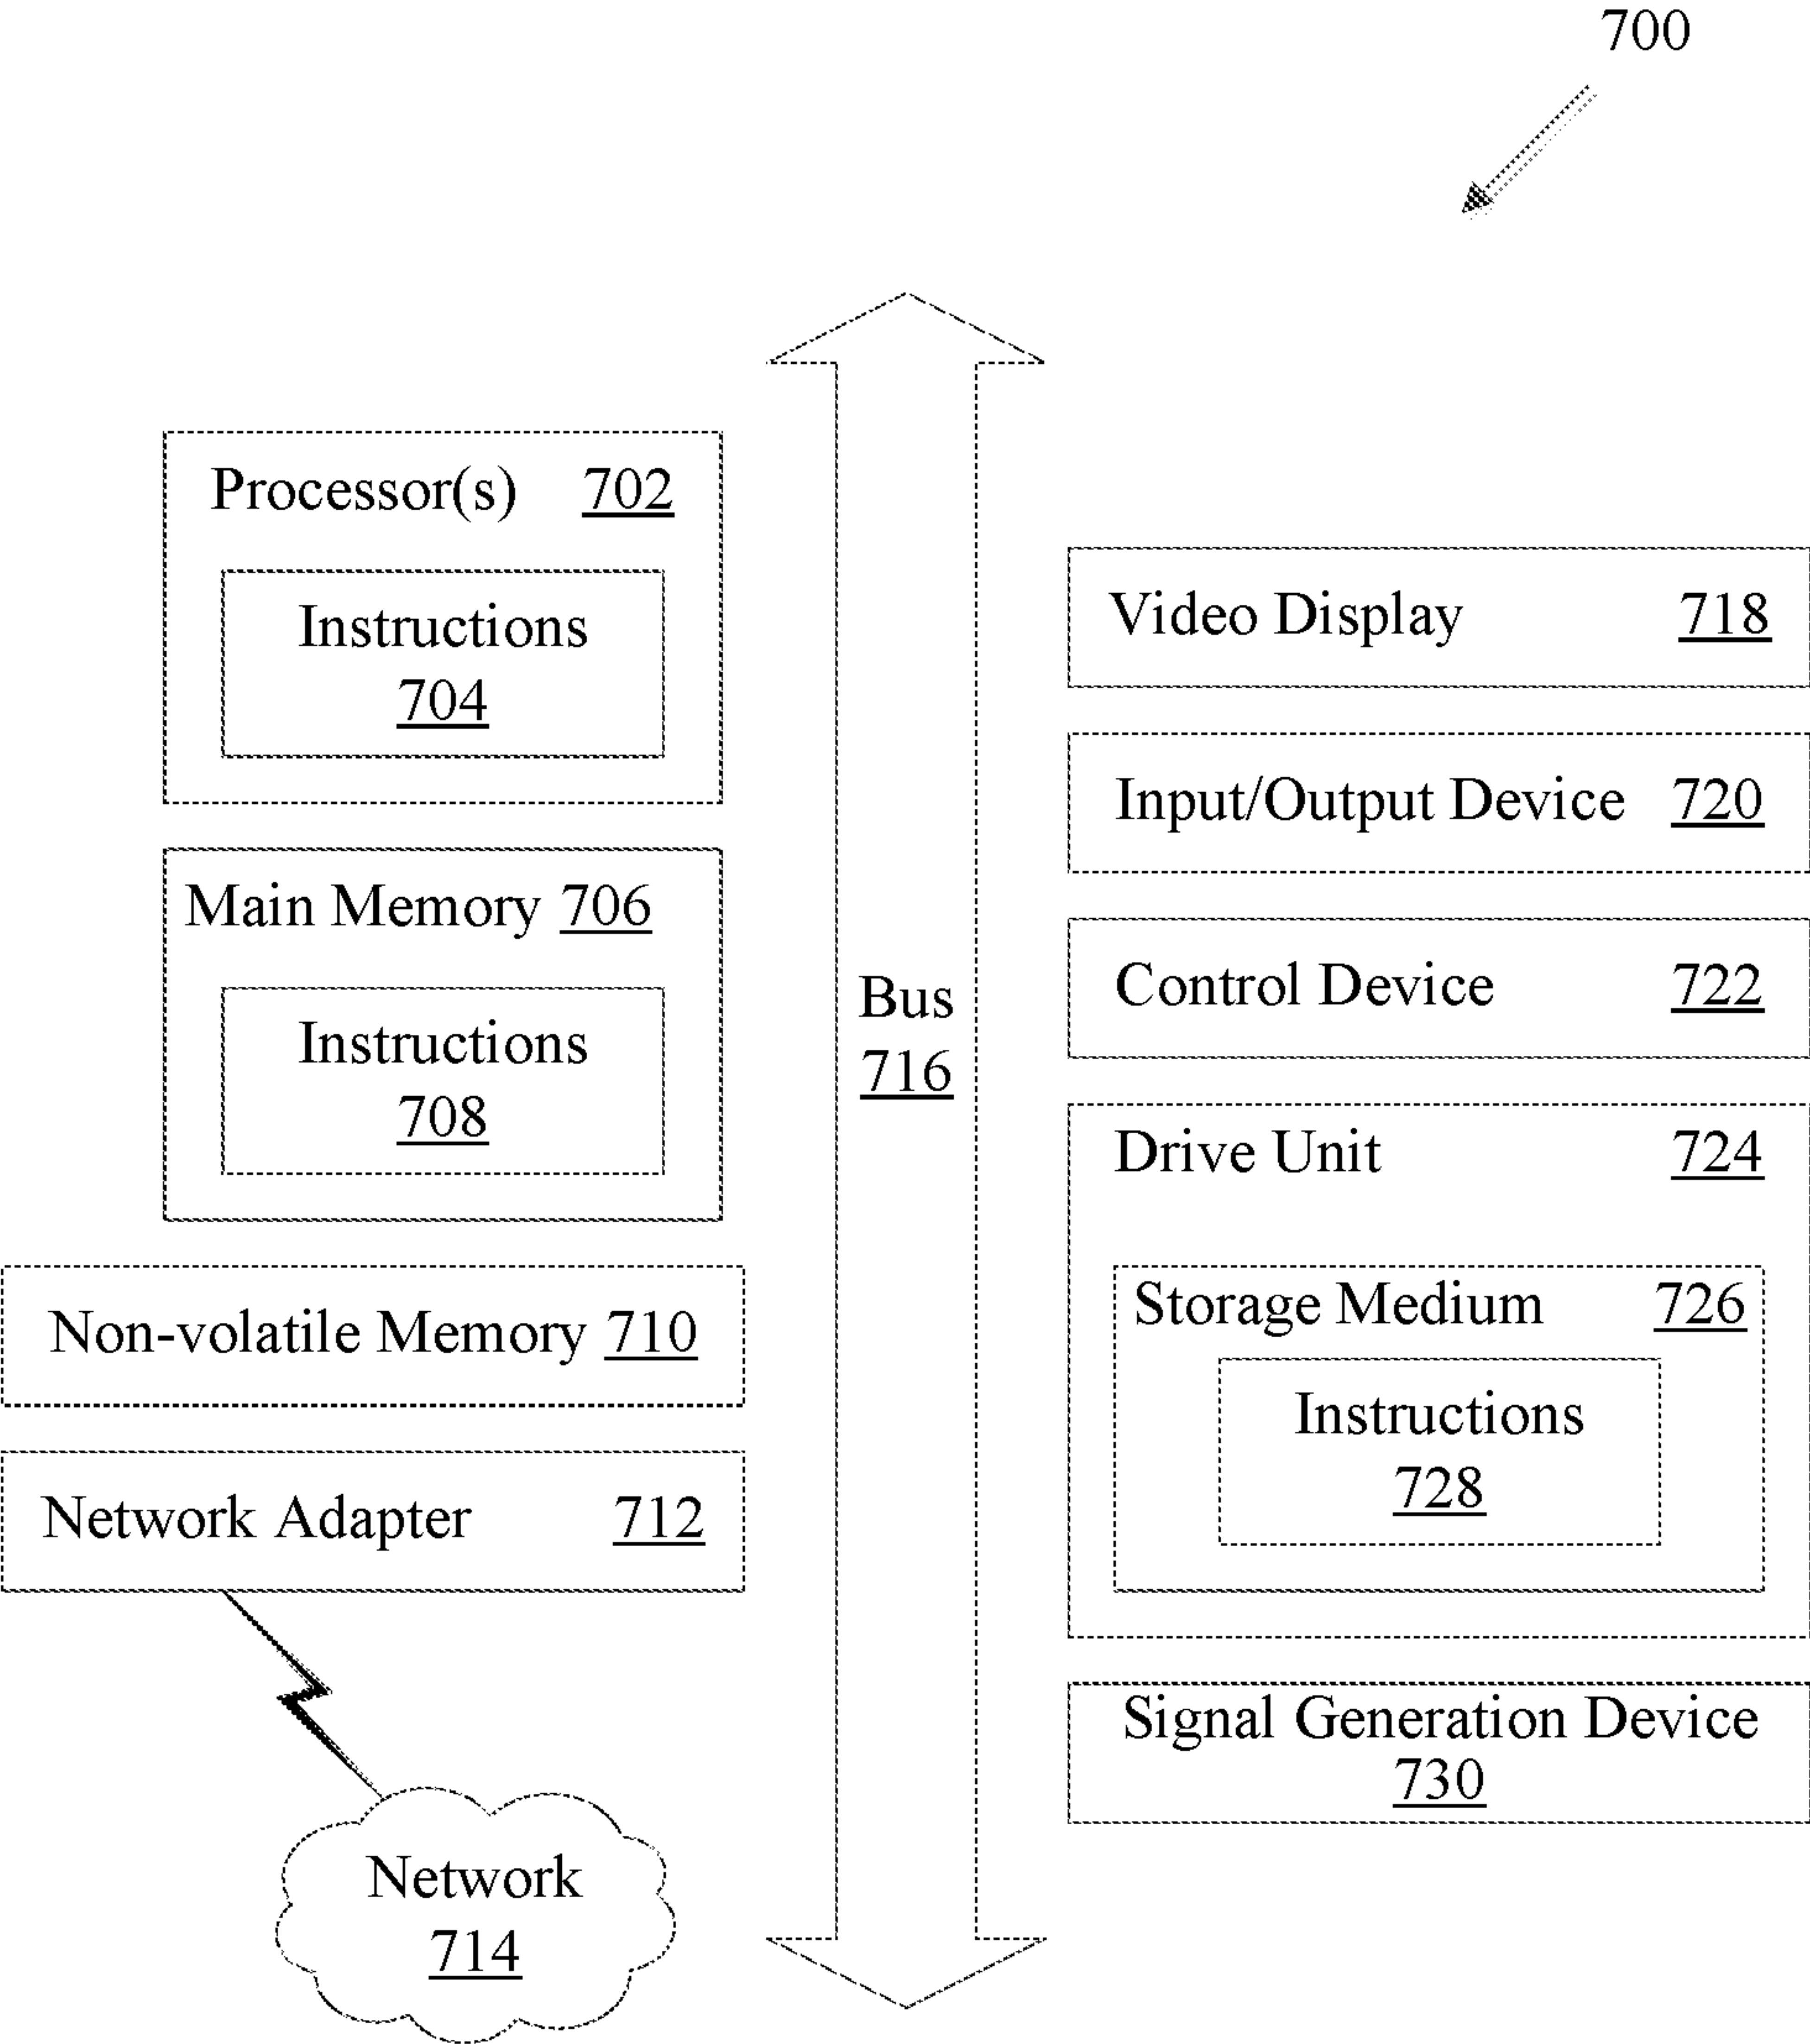 700
Processor(s) 702
Instructions
704
Main Memory 706
Instructions
708
Non-volatile Memory 710
Network Adapter 712
Network
714
Bus
716
Video Display 718
Input/Output Device 720
Control Device 722
Drive Unit 724
Storage Medium 726
Instructions
728
Signal Generation Device
730